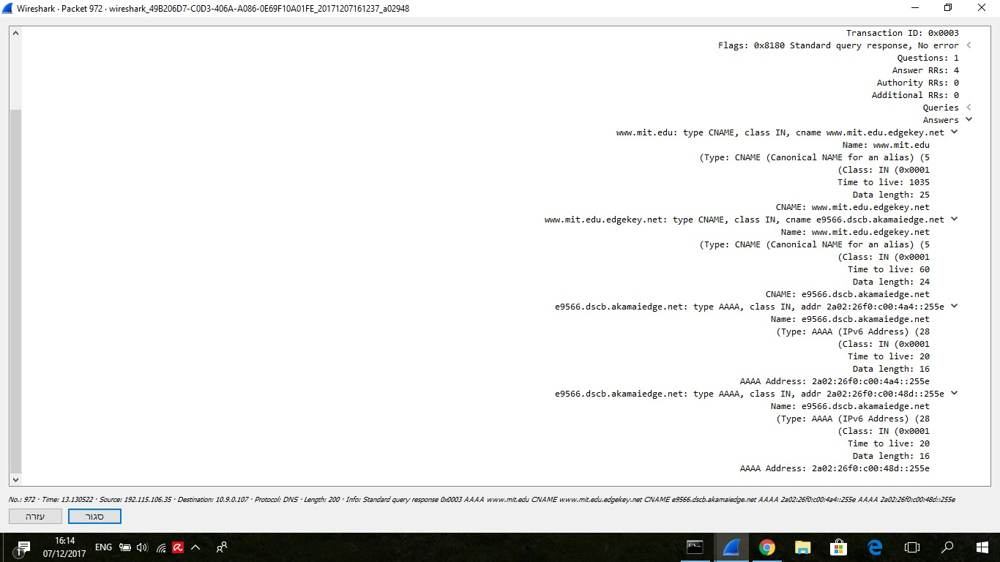 Wireshark · Packet 972 · wireshark_49B206D7-C0D3-406A-A086-0E69F10A01FE_20171207161237_a02948
Transaction ID: 0x0003
Flags: 0x8180 Standard query response, No error
Questions: 1
Answer RRs: 4
Authority RRs: 0
Additional RRs: 0
Queries
Answers
www.mit.edu: type CNAME, class IN, cname www.mit.edu.edgekey.net
Name: www.mit.edu
(Type: CNAME (Canonical NAME for an alias) (5
(Class: IN (0x0001
Time to live: 1035
Data length: 25
CNAME: www.mit.edu.edgekey.net
www.mit.edu.edgekey.net: type CNAME, class IN, cname e9566.dscb.akamaiedge.net
Name: www.mit.edu.edgekey.net
(Type: CNAME (Canonical NAME for an alias) (5
(Class: IN (0x0001
Time to live: 60
Data length: 24
CNAME: e9566.dscb.akamaiedge.net
e9566.dscb.akamaiedge.net: type AAAA, class IN, addr 2a02:26f0:c00:4a4::255e
Name: e9566.dscb.akamaiedge.net
(Type: AAAA (IPv6 Address) (28
(Class: IN (0x0001
Time to live: 20
Data length: 16
AAAA Address: 2a02:26f0:c00:4a4::255e
e9566.dscb.akamaiedge.net: type AAAA, class IN, addr 2a02:26f0:c00:48d::255e
Name: e9566.dscb.akamaiedge.net
(Type: AAAA (IPv6 Address) (28
(Class: IN (0x0001
Time to live: 20
Data length: 16
AAAA Address: 2a02:26f0:c00:48d::255e
No.: 972 · Time: 13.130522 · Source: 192.115.106.35 · Destination: 10.9.0.107 · Protocol: DNS · Length: 200 · Info: Standard query response 0x0003 AAAA www.mit.edu CNAME www.mit.edu.edgekey.net CNAME e9566.dscb.akamaiedge.net AAAA 2a02:26f0:c00:4a4::255e AAAA 2a02:26f0:c00:48d::255e
סגור
עזרה
1
16:14
07/12/2017
ENG